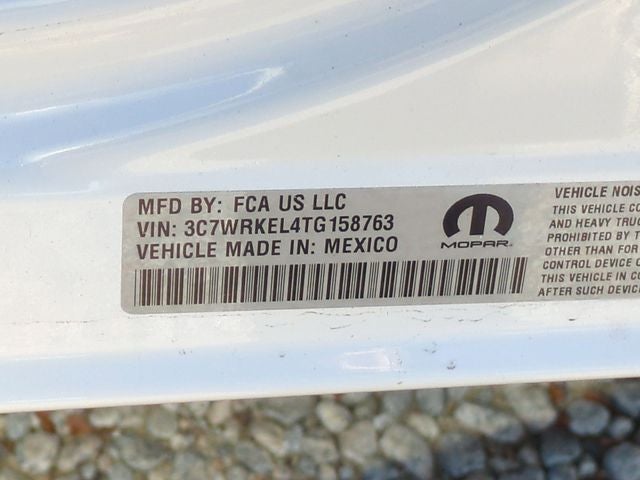 MFD BY: FCA US LLC
VIN: 3C7WRKEL4TG158763
VEHICLE MADE IN: MEXICO
MOPAR
VEHICLE NOIS
THIS VEHICLE CO
AND HEAVY TRUC
PROHIBITED BY T
OTHER THAN FOR
CONTROL DEVICE O
THIS VEHICLE IN C
AFTER SUCH DEVICE